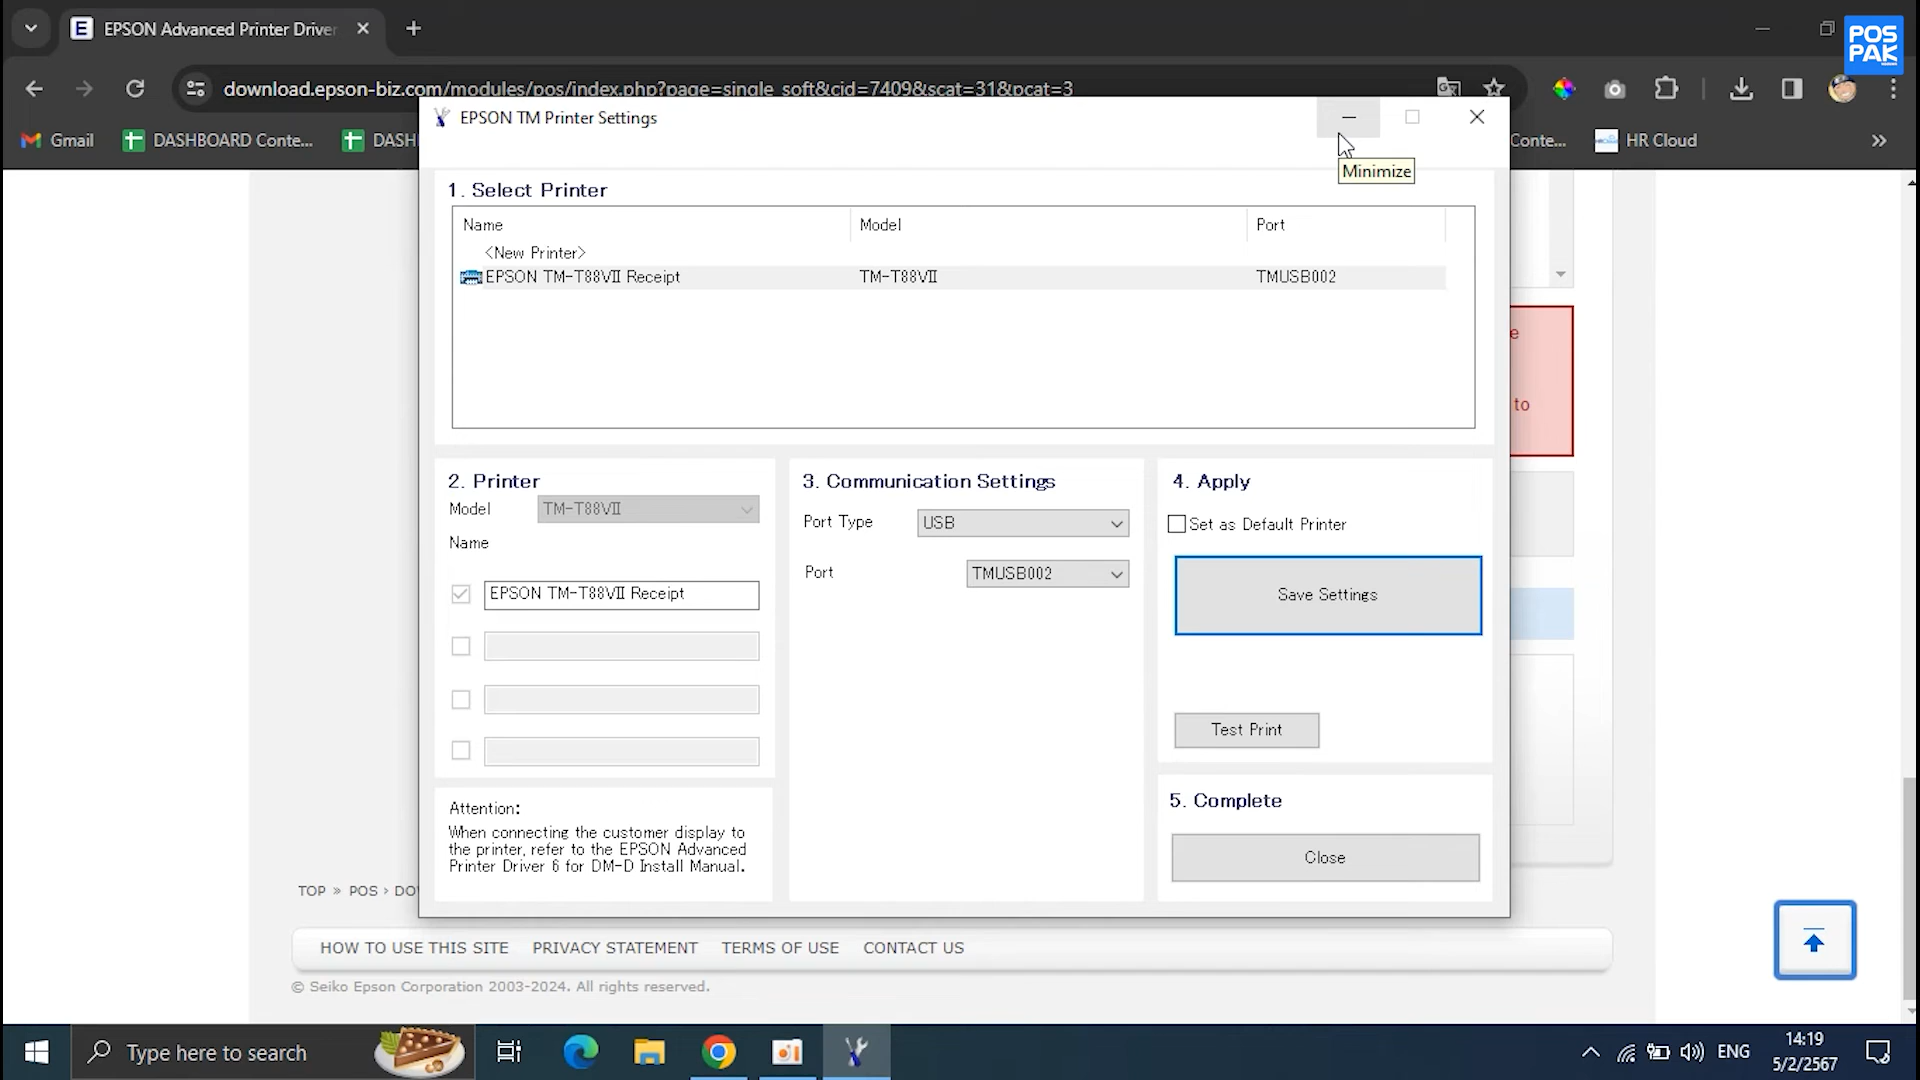 EPSON Advanced Printer Driver
POS
PAK
download.epson-biz.com/modules/pos/index.php?page=single_soft&cid=7409&scat=31&pcat=3
Gmail
DASHBOARD Conte...
DASH
Conte...
HR Cloud
EPSON TM Printer Settings
Minimize
1. Select Printer
Name Model Port
<New Printer>
EPSON TM-T88VII Receipt TM-T88VII TMUSB002
e
to
2. Printer
Model TM-T88VII
Name
EPSON TM-T88VII Receipt
3. Communication Settings
Port Type USB
Port TMUSB002
4. Apply
Set as Default Printer
Save Settings
Test Print
5. Complete
Close
Attention:
When connecting the customer display to
the printer, refer to the EPSON Advanced
Printer Driver 6 for DM-D Install Manual.
TOP » POS › DO
HOW TO USE THIS SITE PRIVACY STATEMENT TERMS OF USE CONTACT US
© Seiko Epson Corporation 2003-2024. All rights reserved.
Type here to search
ENG
14:19
5/2/2567